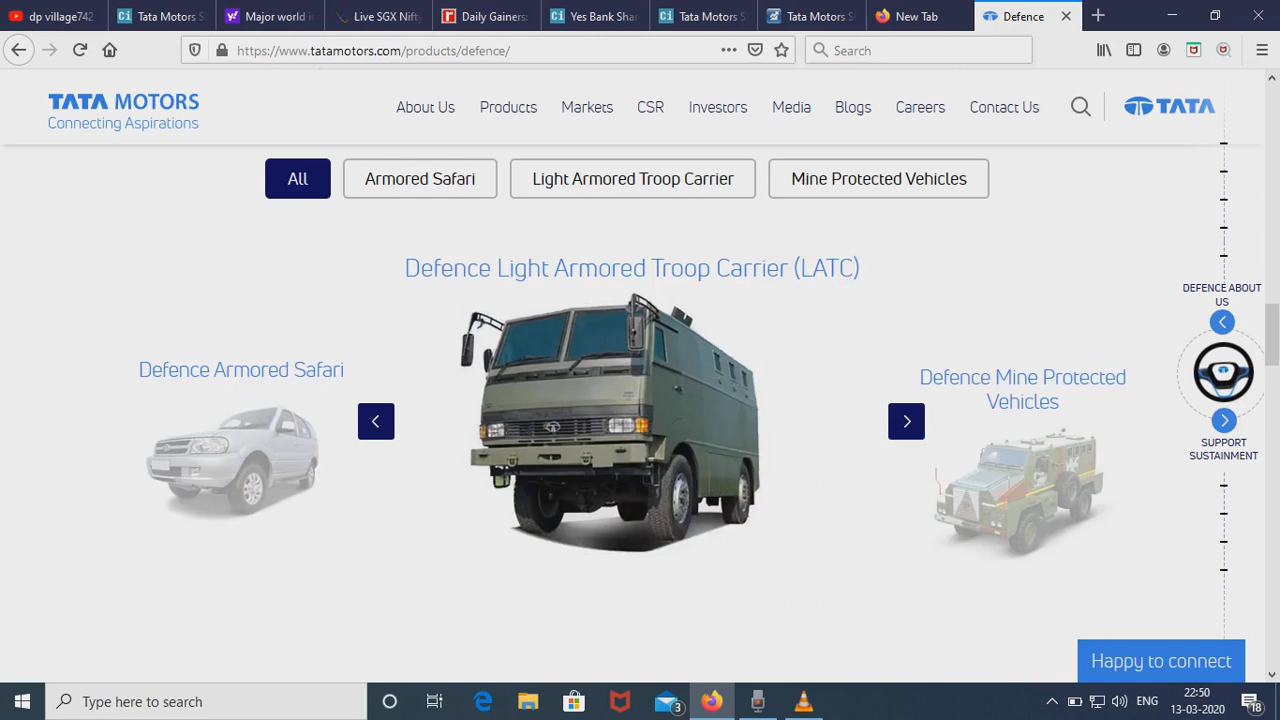 dp village742
Tata Motors S
Major world in
Live SGX Nifty
Daily Gainers:
Yes Bank Shar
Tata Motors S
Tata Motors S
New Tab
Defence
https://www.tatamotors.com/products/defence/
Search
TATA MOTORS
Connecting Aspirations
About Us
Products
Markets
CSR
Investors
Media
Blogs
Careers
Contact Us
TATA
All
Armored Safari
Light Armored Troop Carrier
Mine Protected Vehicles
Defence Light Armored Troop Carrier (LATC)
Defence Armored Safari
Defence Mine Protected
Vehicles
DEFENCE ABOUT
US
SUPPORT
SUSTAINMENT
Happy to connect
Type here to search
3
ENG
22:50
13-03-2020
18